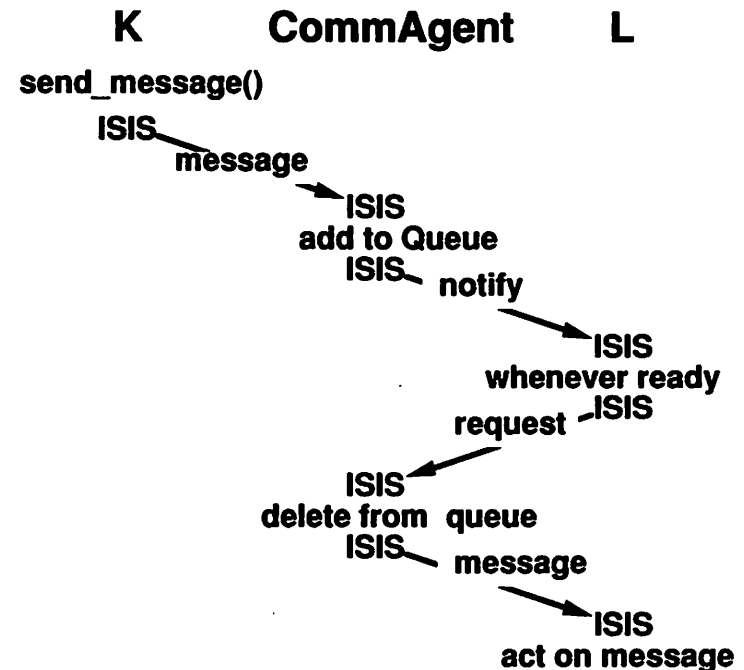 K CommAgent L
send_message()
ISIS
message
ISIS
add to Queue
ISIS
notify
ISIS
whenever ready
ISIS
request
ISIS
delete from queue
ISIS
message
ISIS
act on message